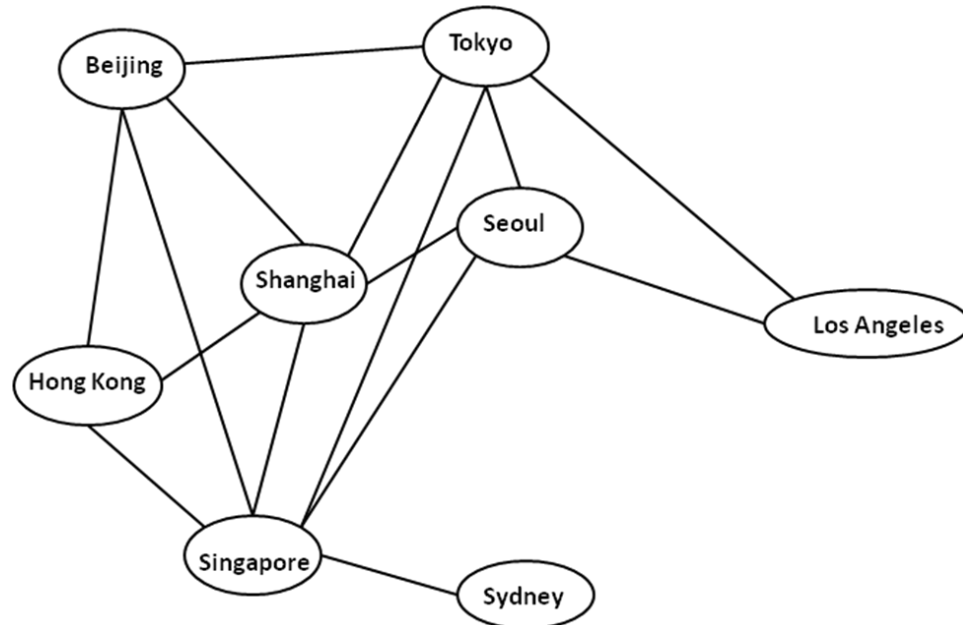 Tokyo
Beijing
Seoul
Shanghai
Los Angeles
Hong Kong
Singapore
Sydney